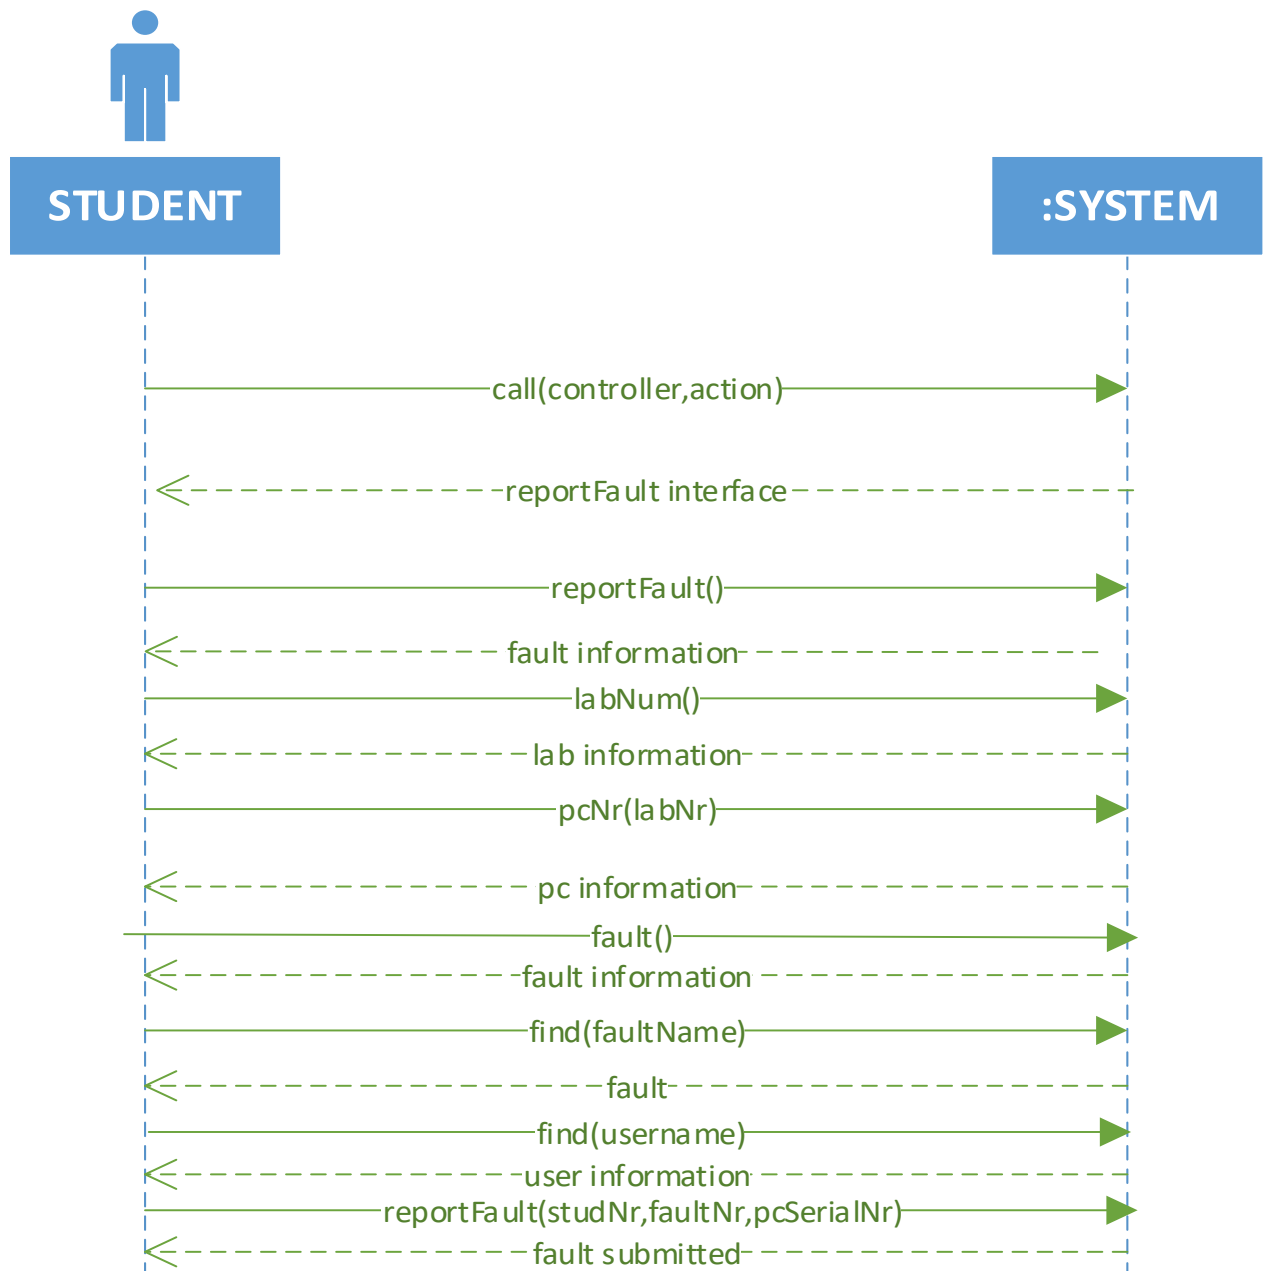 STUDENT
:SYSTEM
call(controller,action)
reportFault interface
reportFault()
fault information
labNum()
lab information
pcNr(labNr)
pc information
fault()
fault information
find(faultName)
fault
find(username)
user information
reportFault(studNr,faultNr,pcSerialNr)
fault submitted